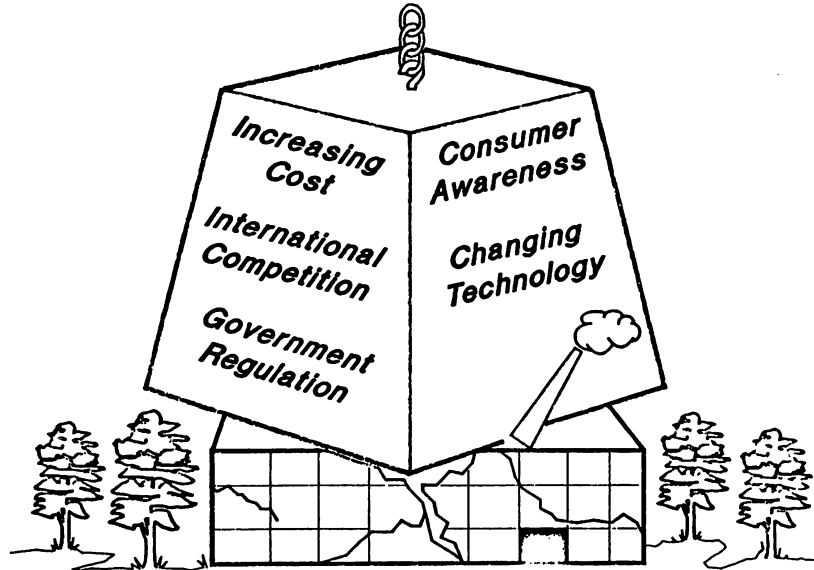 Increasing
Cost
International
Competition
Government
Regulation
Consumer
Awareness
Changing
Technology